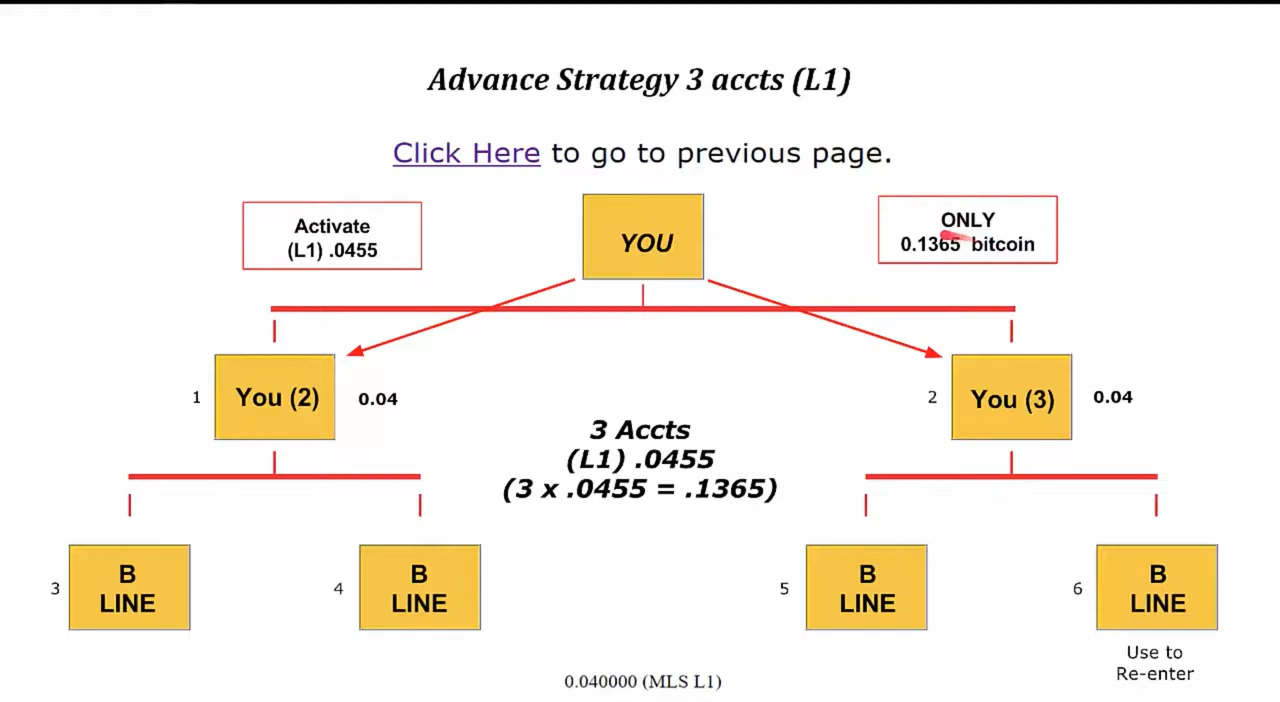 Advance Strategy 3 accts (L1)
Click Here to go to previous page.
Activate
(L1) .0455
YOU
ONLY
0.1365 bitcoin
1
You (2)
0.04
2
You (3)
0.04
3 Accts
(L1) .0455
(3 x .0455 = .1365)
3
B
LINE
4
B
LINE
5
B
LINE
6
B
LINE
Use to
Re-enter
0.040000 (MLS L1)